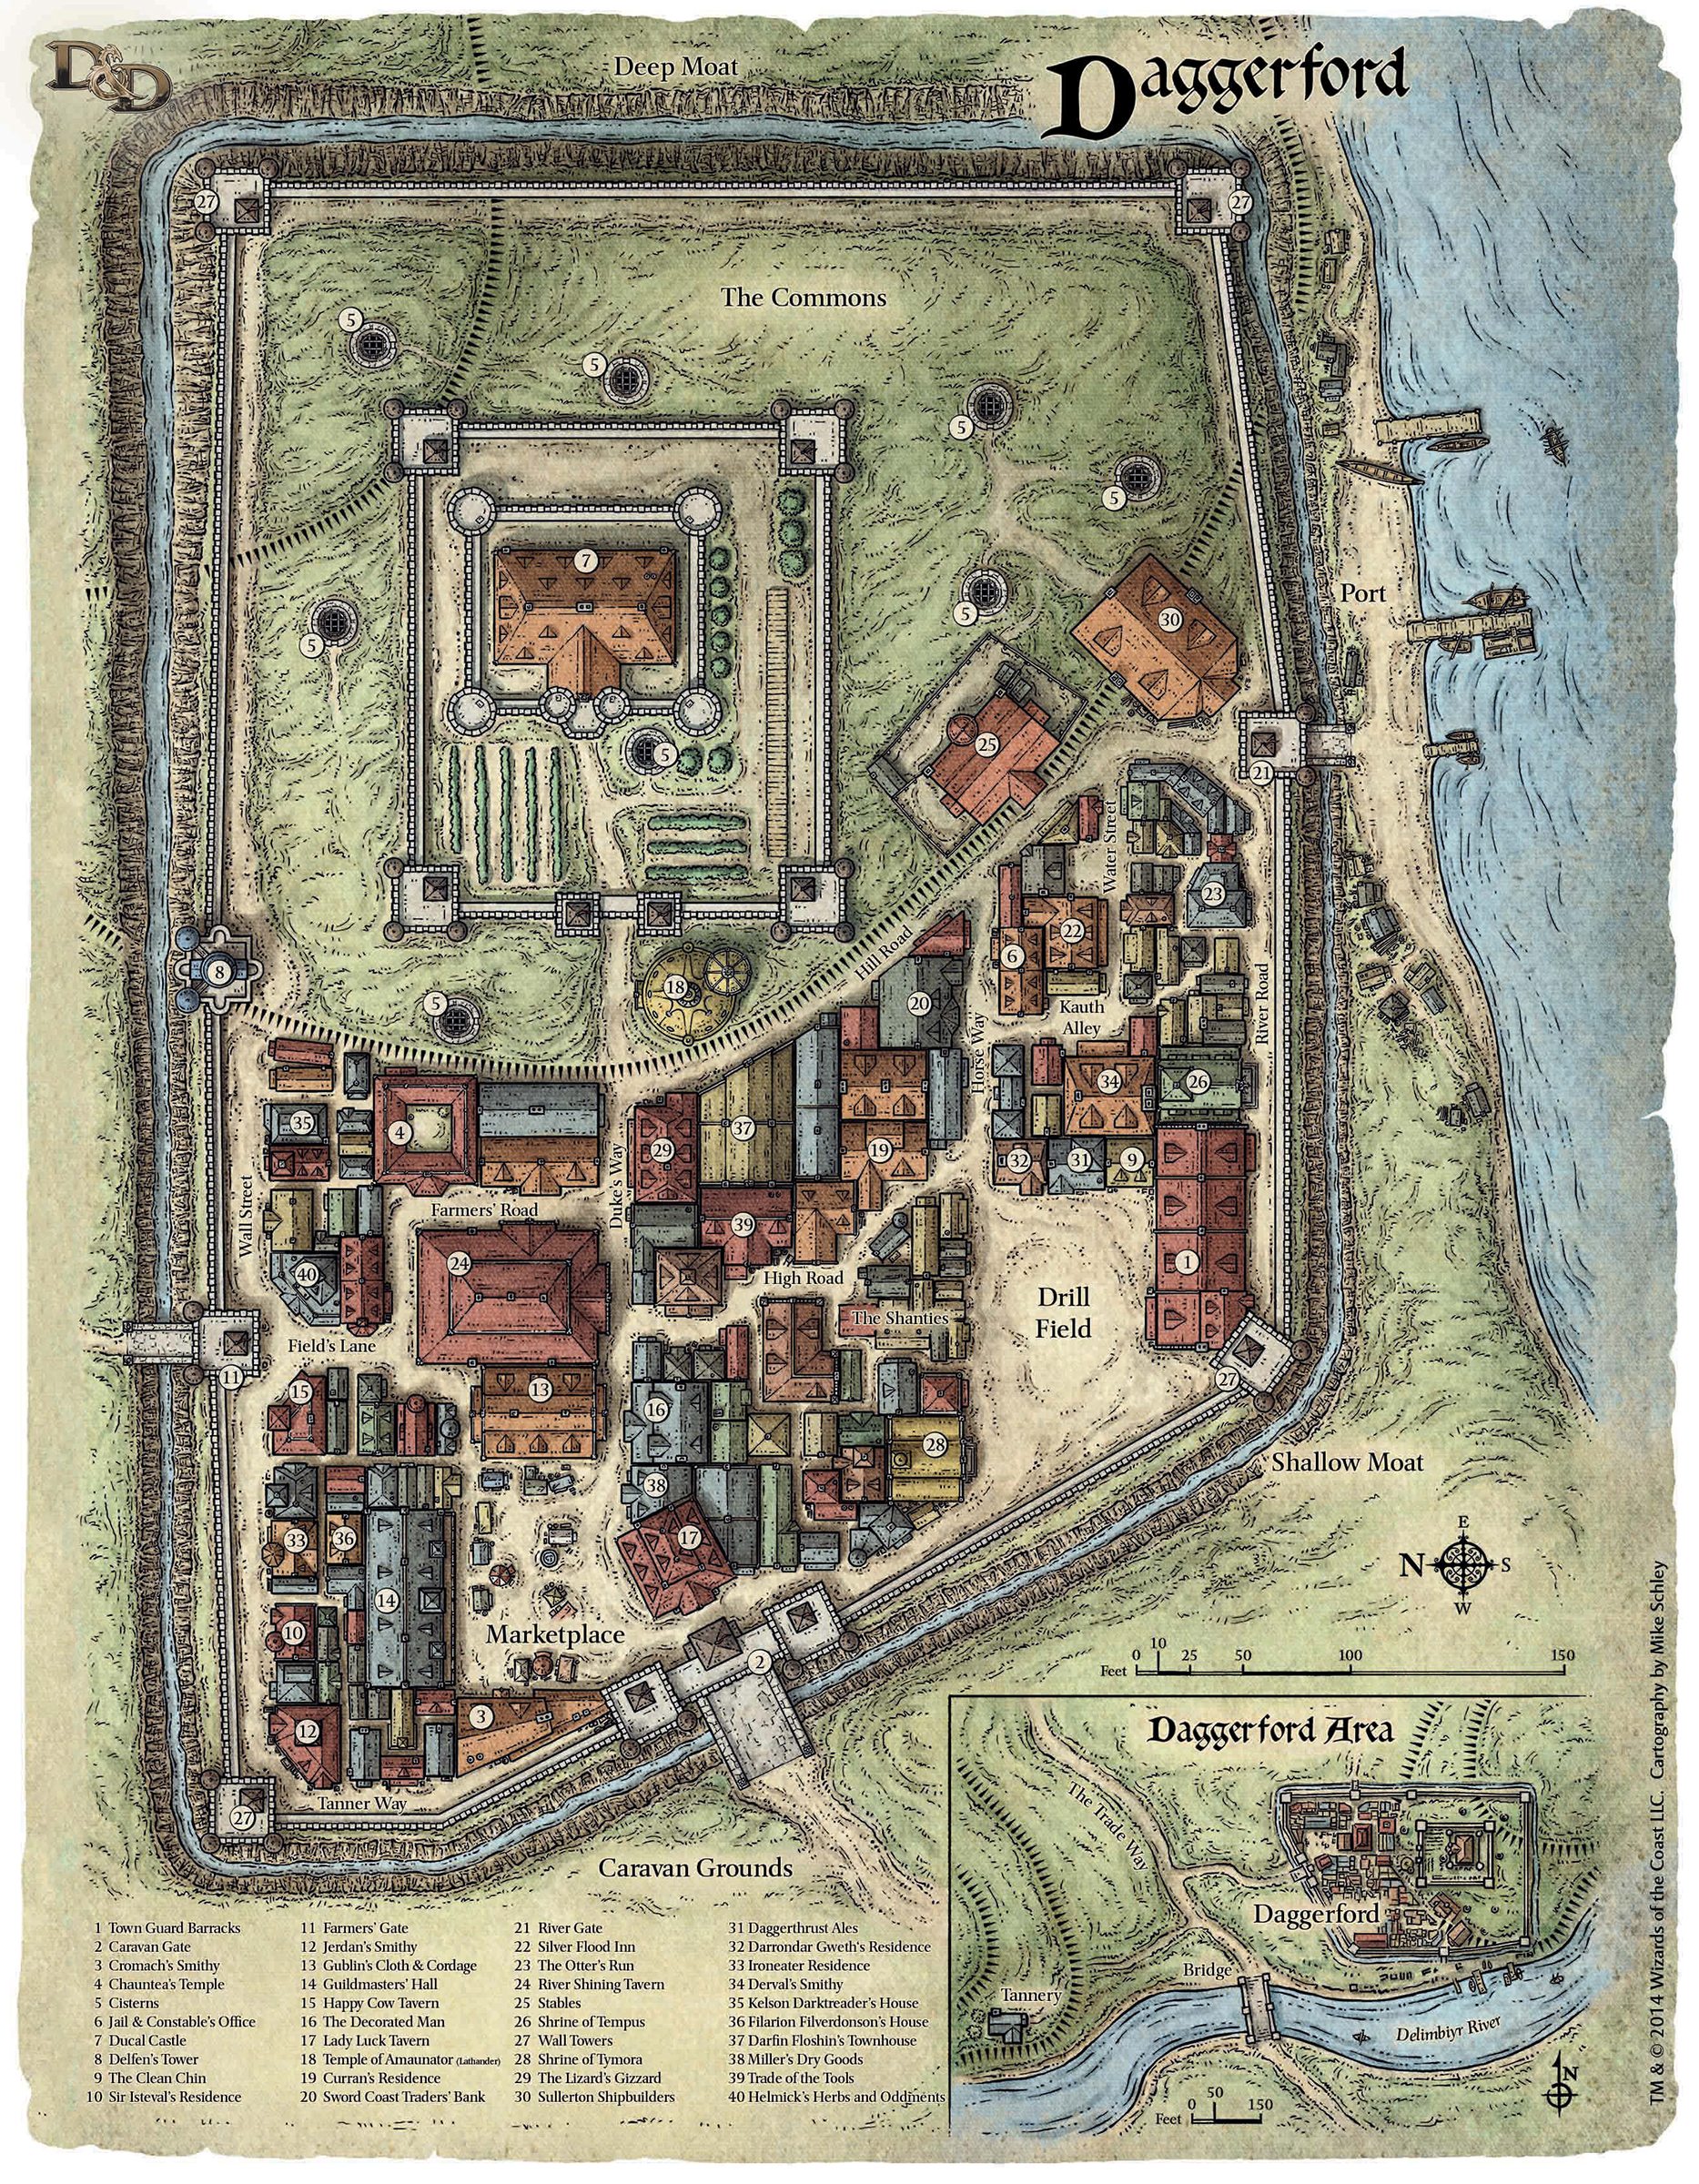 D&D
Deep Moat
Daggerford
27
27
The Commons
5
5
5
5
7
Port
5
30
5
25
5
21
Water Street
23
22
Hill Road
6
8
18
20
5
Kauth
Alley
Horse Way
River Road
34
26
35
4
37
29
19
32
31
9
Wall Street
Duke's Way
Farmers' Road
39
24
40
High Road
1
Drill
Field
The Shanties
Field's Lane
11
27
15
13
16
28
Shallow Moat
38
33
36
17
E
N
S
W
14
10
Marketplace
2
3
12
10
Feet 0 25 50 100 150
27
Tanner Way
Caravan Grounds
Daggerford Area
The Trade Way
Daggerford
Bridge
Tannery
Delimbiyr River
N
50
Feet 0 150
1 Town Guard Barracks
2 Caravan Gate
3 Cromach's Smithy
4 Chauntea's Temple
5 Cisterns
6 Jail & Constable's Office
7 Ducal Castle
8 Delfen's Tower
9 The Clean Chin
10 Sir Isteval's Residence
11 Farmers' Gate
12 Jerdan's Smithy
13 Gublin's Cloth & Cordage
14 Guildmasters' Hall
15 Happy Cow Tavern
16 The Decorated Man
17 Lady Luck Tavern
18 Temple of Amaunator (Lathander)
19 Curran's Residence
20 Sword Coast Traders' Bank
21 River Gate
22 Silver Flood Inn
23 The Otter's Run
24 River Shining Tavern
25 Stables
26 Shrine of Tempus
27 Wall Towers
28 Shrine of Tymora
29 The Lizard's Gizzard
30 Sullerton Shipbuilders
31 Daggerthrust Ales
32 Darrondar Gweth's Residence
33 Ironeater Residence
34 Derval's Smithy
35 Kelson Darktreader's House
36 Filarion Filverdonson's House
37 Darfin Floshin's Townhouse
38 Miller's Dry Goods
39 Trade of the Tools
40 Helmick's Herbs and Oddments
TM & © 2014 Wizards of the Coast LLC. Cartography by Mike Schley